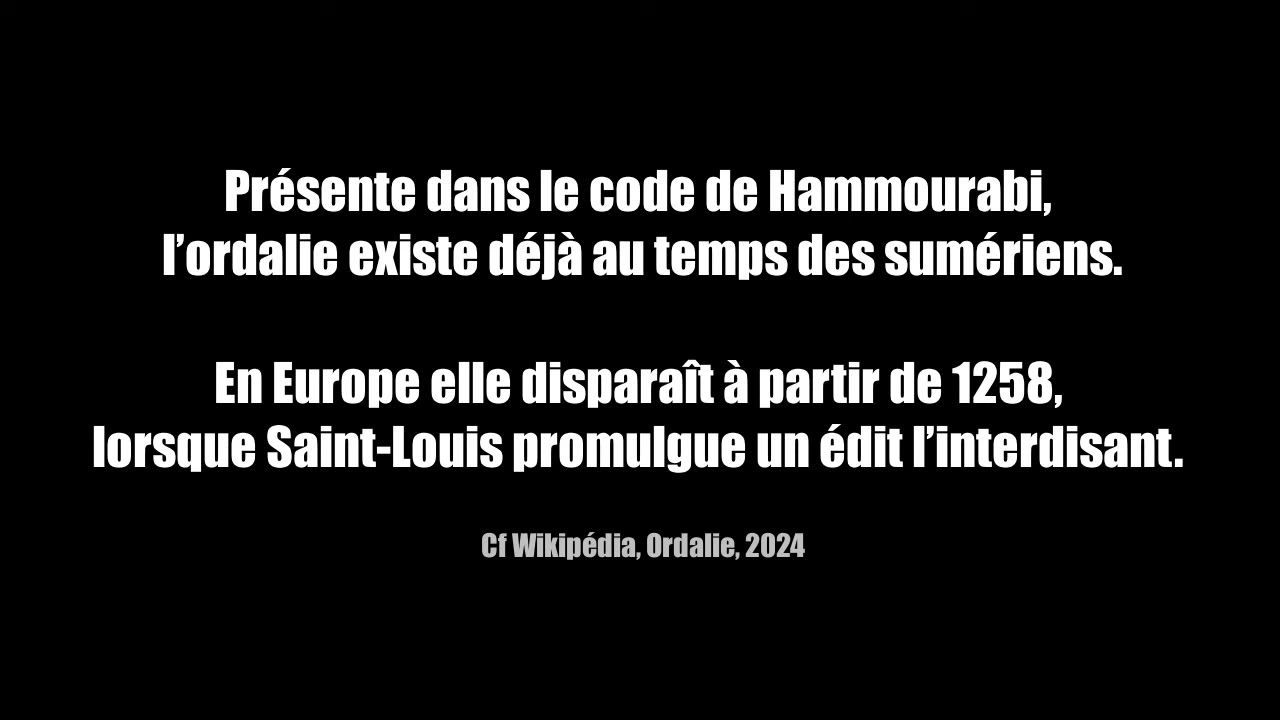 Présente dans le code de Hammourabi,
l’ordalie existe déjà au temps des sumériens.
En Europe elle disparaît à partir de 1258,
lorsque Saint-Louis promulgue un édit l’interdisant.
Cf Wikipédia, Ordalie, 2024